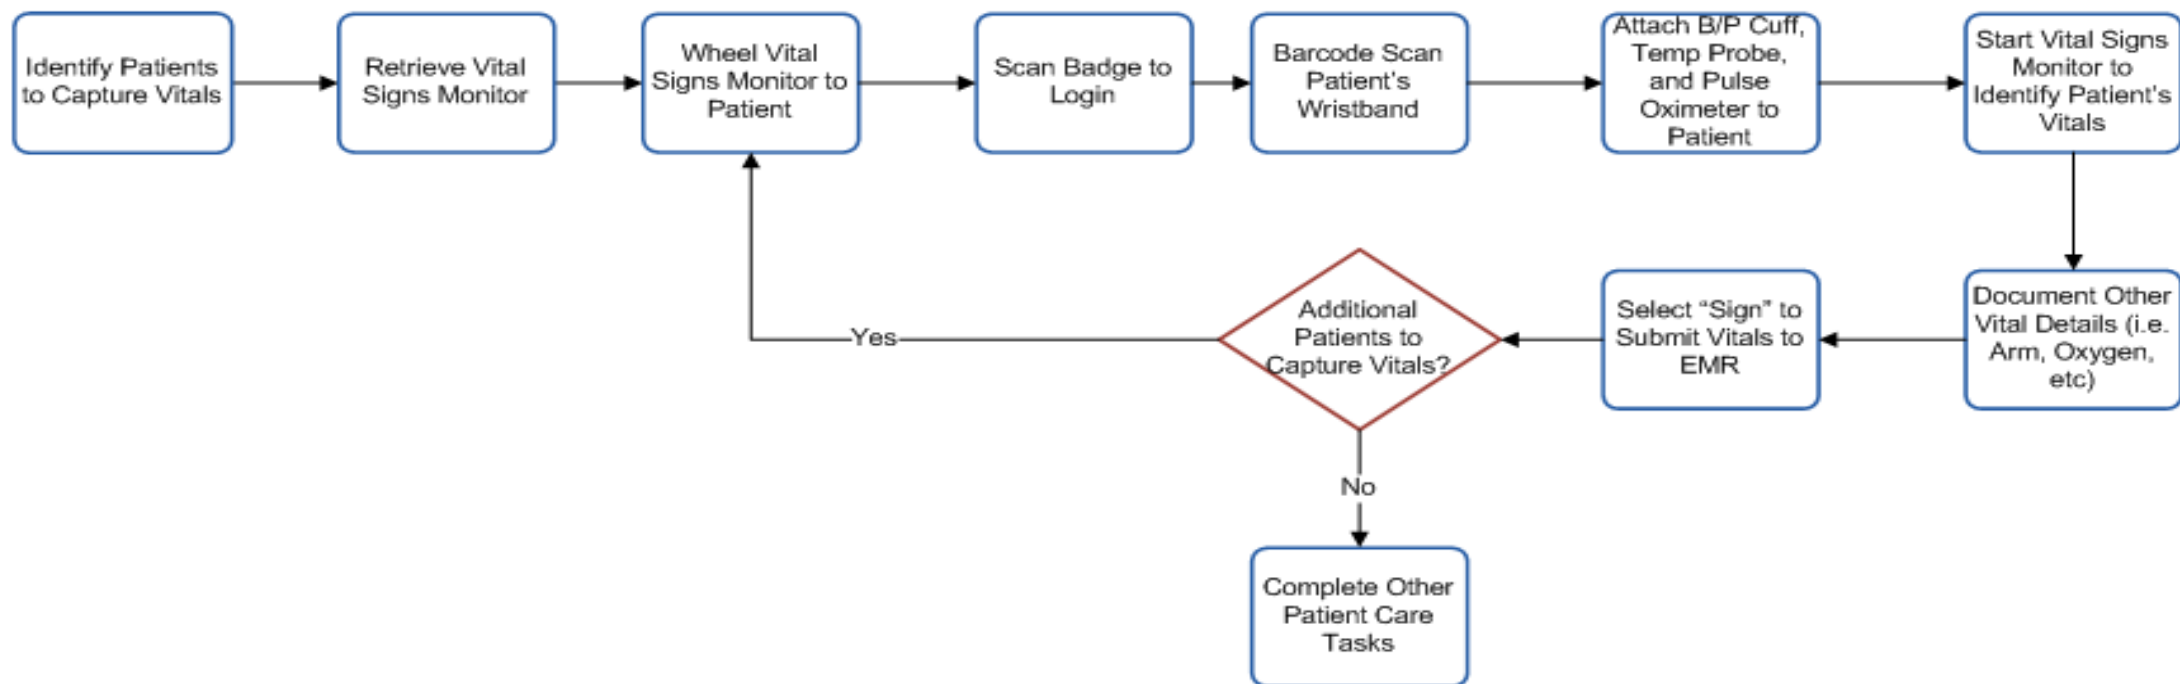 Identify Patients
to Capture Vitals
Retrieve Vital
Signs Monitor
Wheel Vital
Signs Monitor to
Patient
Scan Badge to
Login
Barcode Scan
Patient's
Wristband
Attach B/P Cuff,
Temp Probe,
and Pulse
Oximeter to
Patient
Start Vital Signs
Monitor to
Identify Patient's
Vitals
Document Other
Vital Details (i.e.
Arm, Oxygen,
etc)
Select “Sign” to
Submit Vitals to
EMR
Additional
Patients to
Capture Vitals?
Yes
No
Complete Other
Patient Care
Tasks